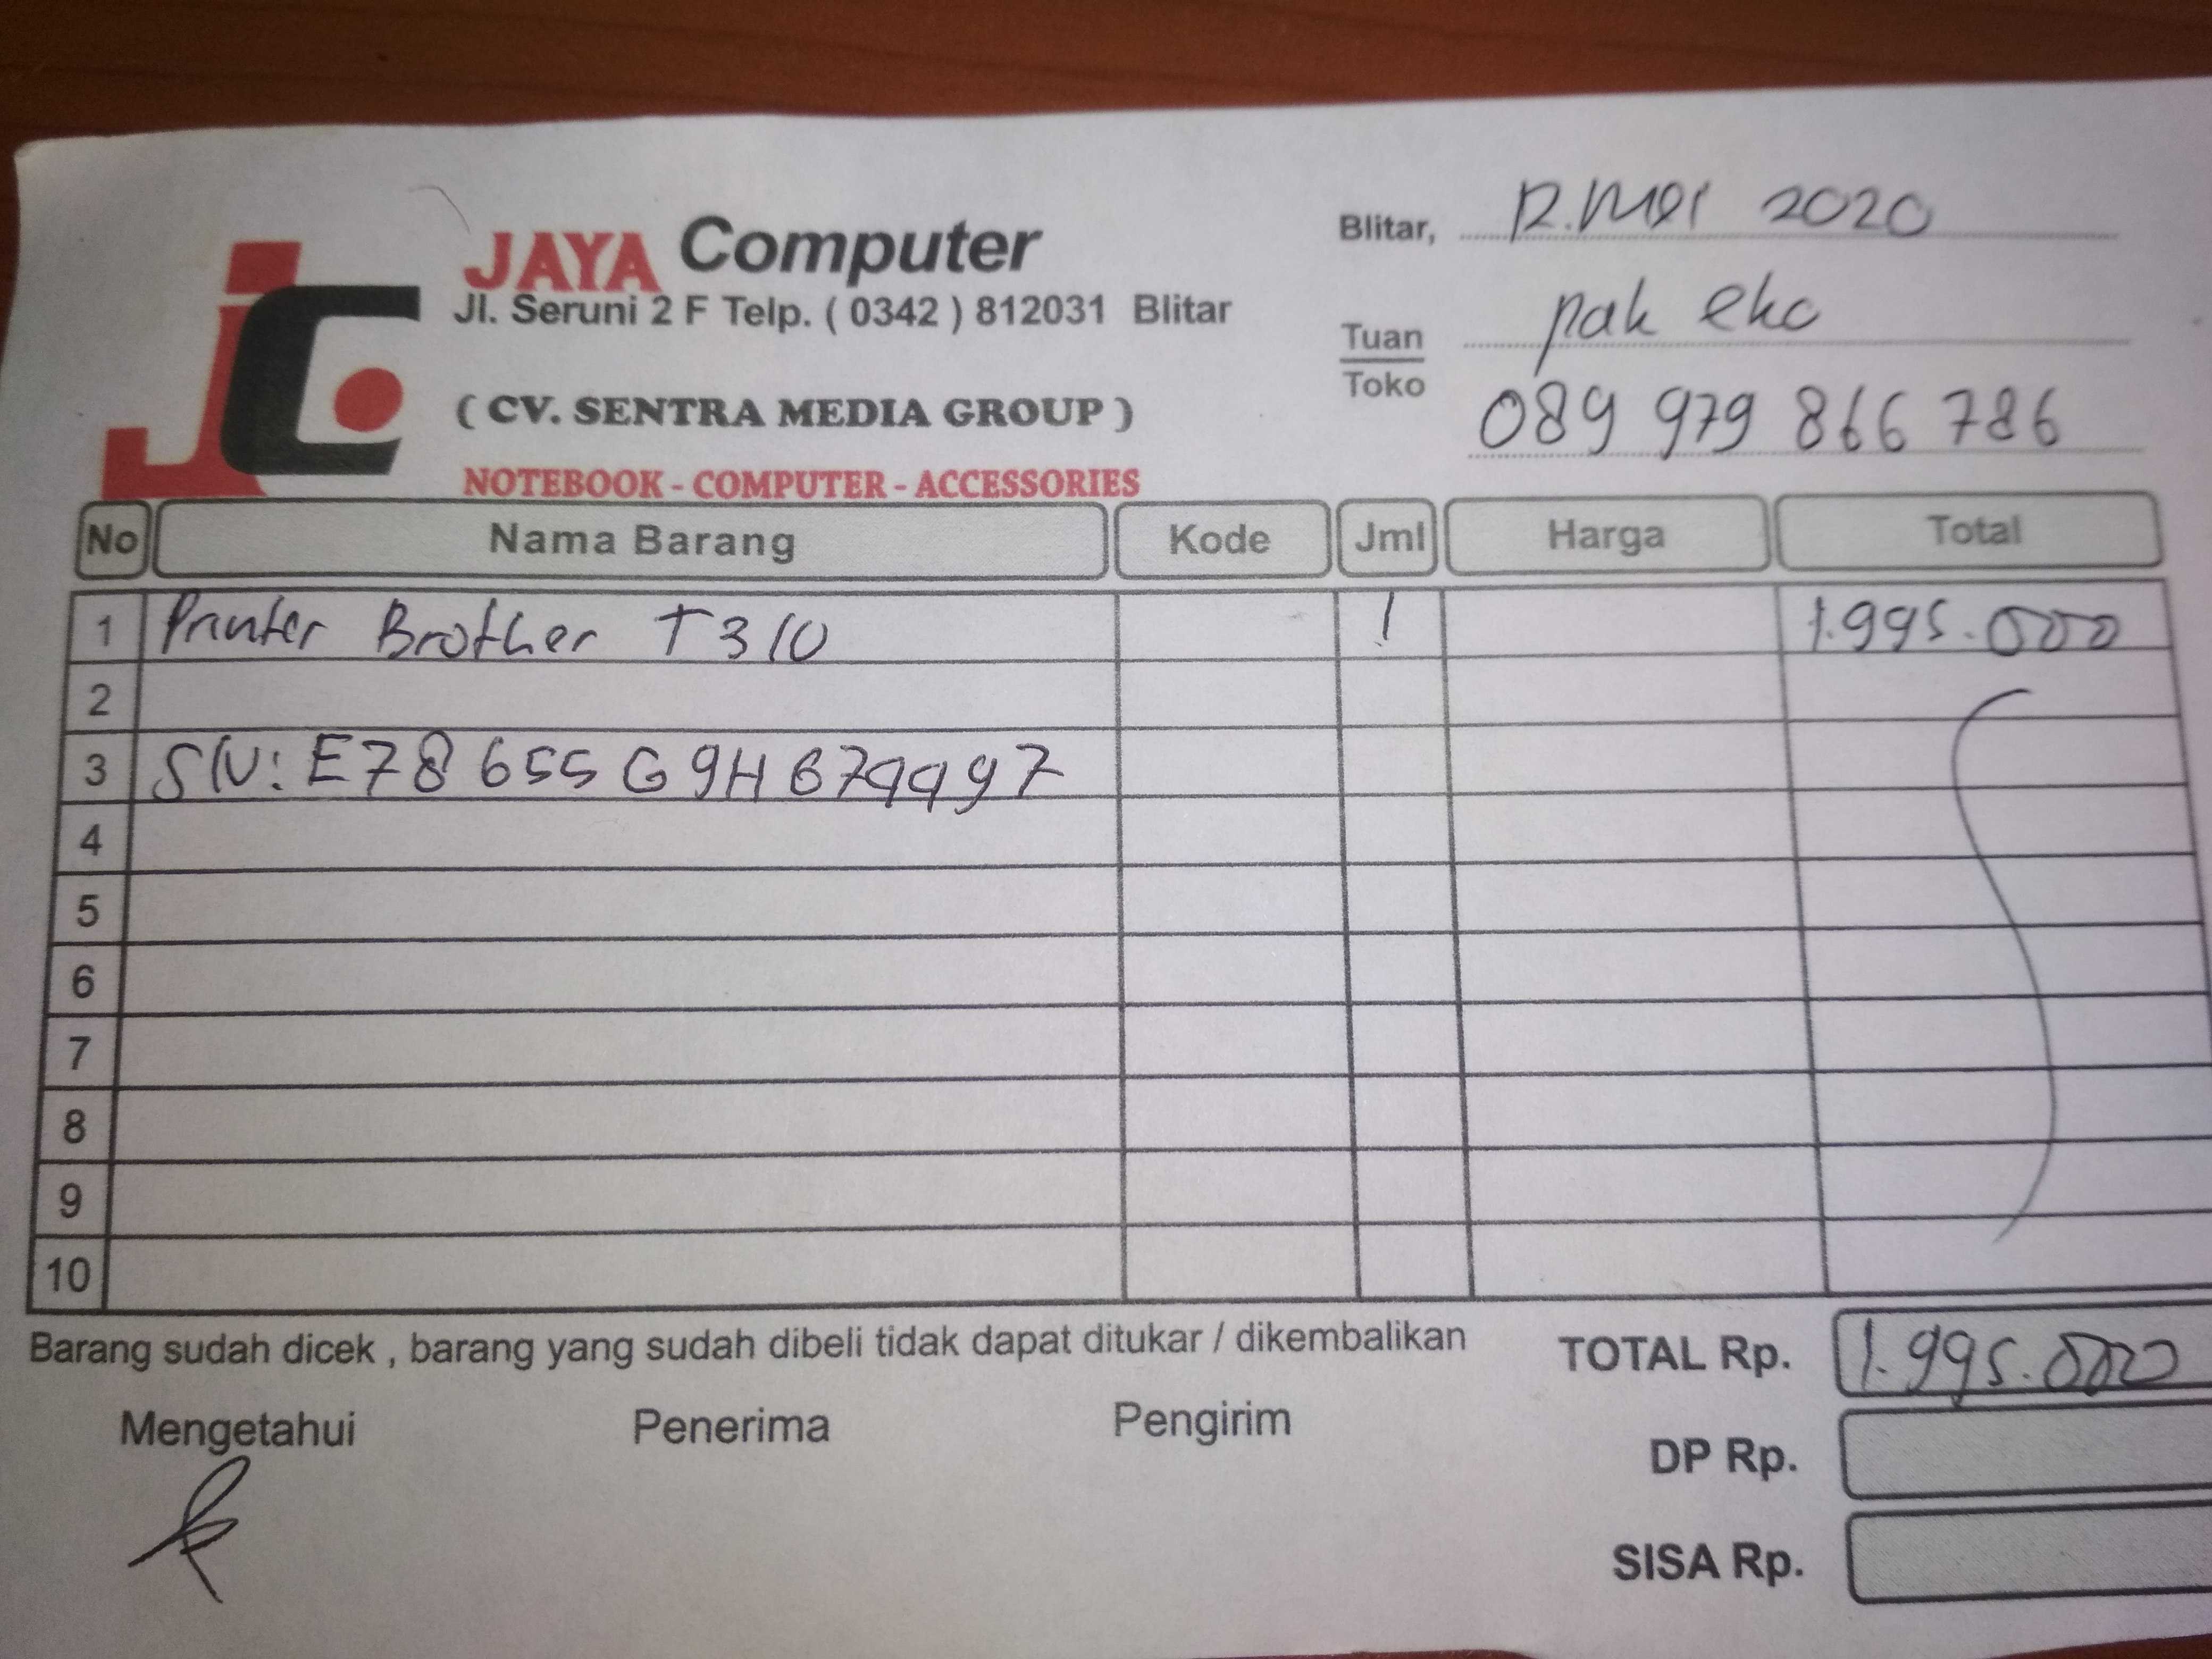 JAYA Computer
Jl. Seruni 2 F Telp. ( 0342 ) 812031 Blitar
( CV. SENTRA MEDIA GROUP )
NOTEBOOK - COMPUTER - ACCESSORIES
Blitar, 12.Mei 2020
Tuan pak eko
Toko
089 979 866 786
No Nama Barang Kode Jml Harga Total
1 Printer Brother T310 1 1.995.000
2
3 SN: E78655G9H679997
4
5
6
7
8
9
10
Barang sudah dicek , barang yang sudah dibeli tidak dapat ditukar / dikembalikan
TOTAL Rp. 1.995.000
Mengetahui Penerima Pengirim
DP Rp.
SISA Rp.